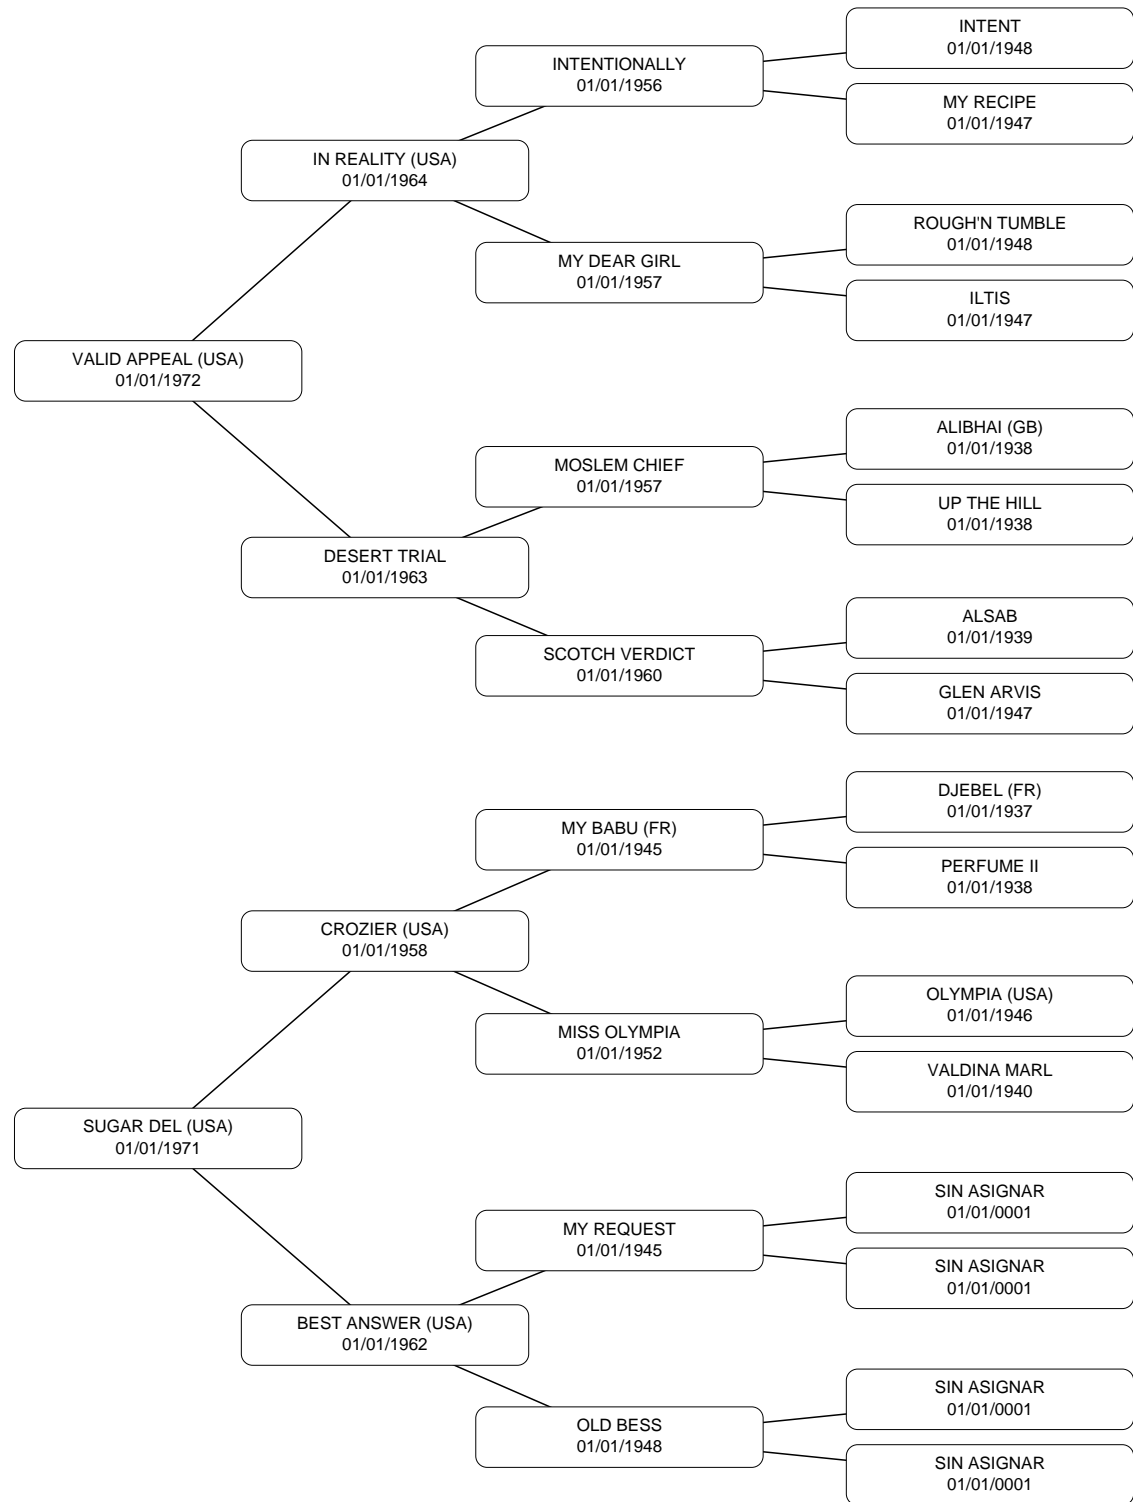 INTENT
01/01/1948
INTENTIONALLY
01/01/1956
MY RECIPE
01/01/1947
IN REALITY (USA)
01/01/1964
ROUGH'N TUMBLE
01/01/1948
MY DEAR GIRL
01/01/1957
ILTIS
01/01/1947
VALID APPEAL (USA)
01/01/1972
ALIBHAI (GB)
01/01/1938
MOSLEM CHIEF
01/01/1957
UP THE HILL
01/01/1938
DESERT TRIAL
01/01/1963
ALSAB
01/01/1939
SCOTCH VERDICT
01/01/1960
GLEN ARVIS
01/01/1947
DJEBEL (FR)
01/01/1937
MY BABU (FR)
01/01/1945
PERFUME II
01/01/1938
CROZIER (USA)
01/01/1958
OLYMPIA (USA)
01/01/1946
MISS OLYMPIA
01/01/1952
VALDINA MARL
01/01/1940
SUGAR DEL (USA)
01/01/1971
SIN ASIGNAR
01/01/0001
MY REQUEST
01/01/1945
SIN ASIGNAR
01/01/0001
BEST ANSWER (USA)
01/01/1962
SIN ASIGNAR
01/01/0001
OLD BESS
01/01/1948
SIN ASIGNAR
01/01/0001